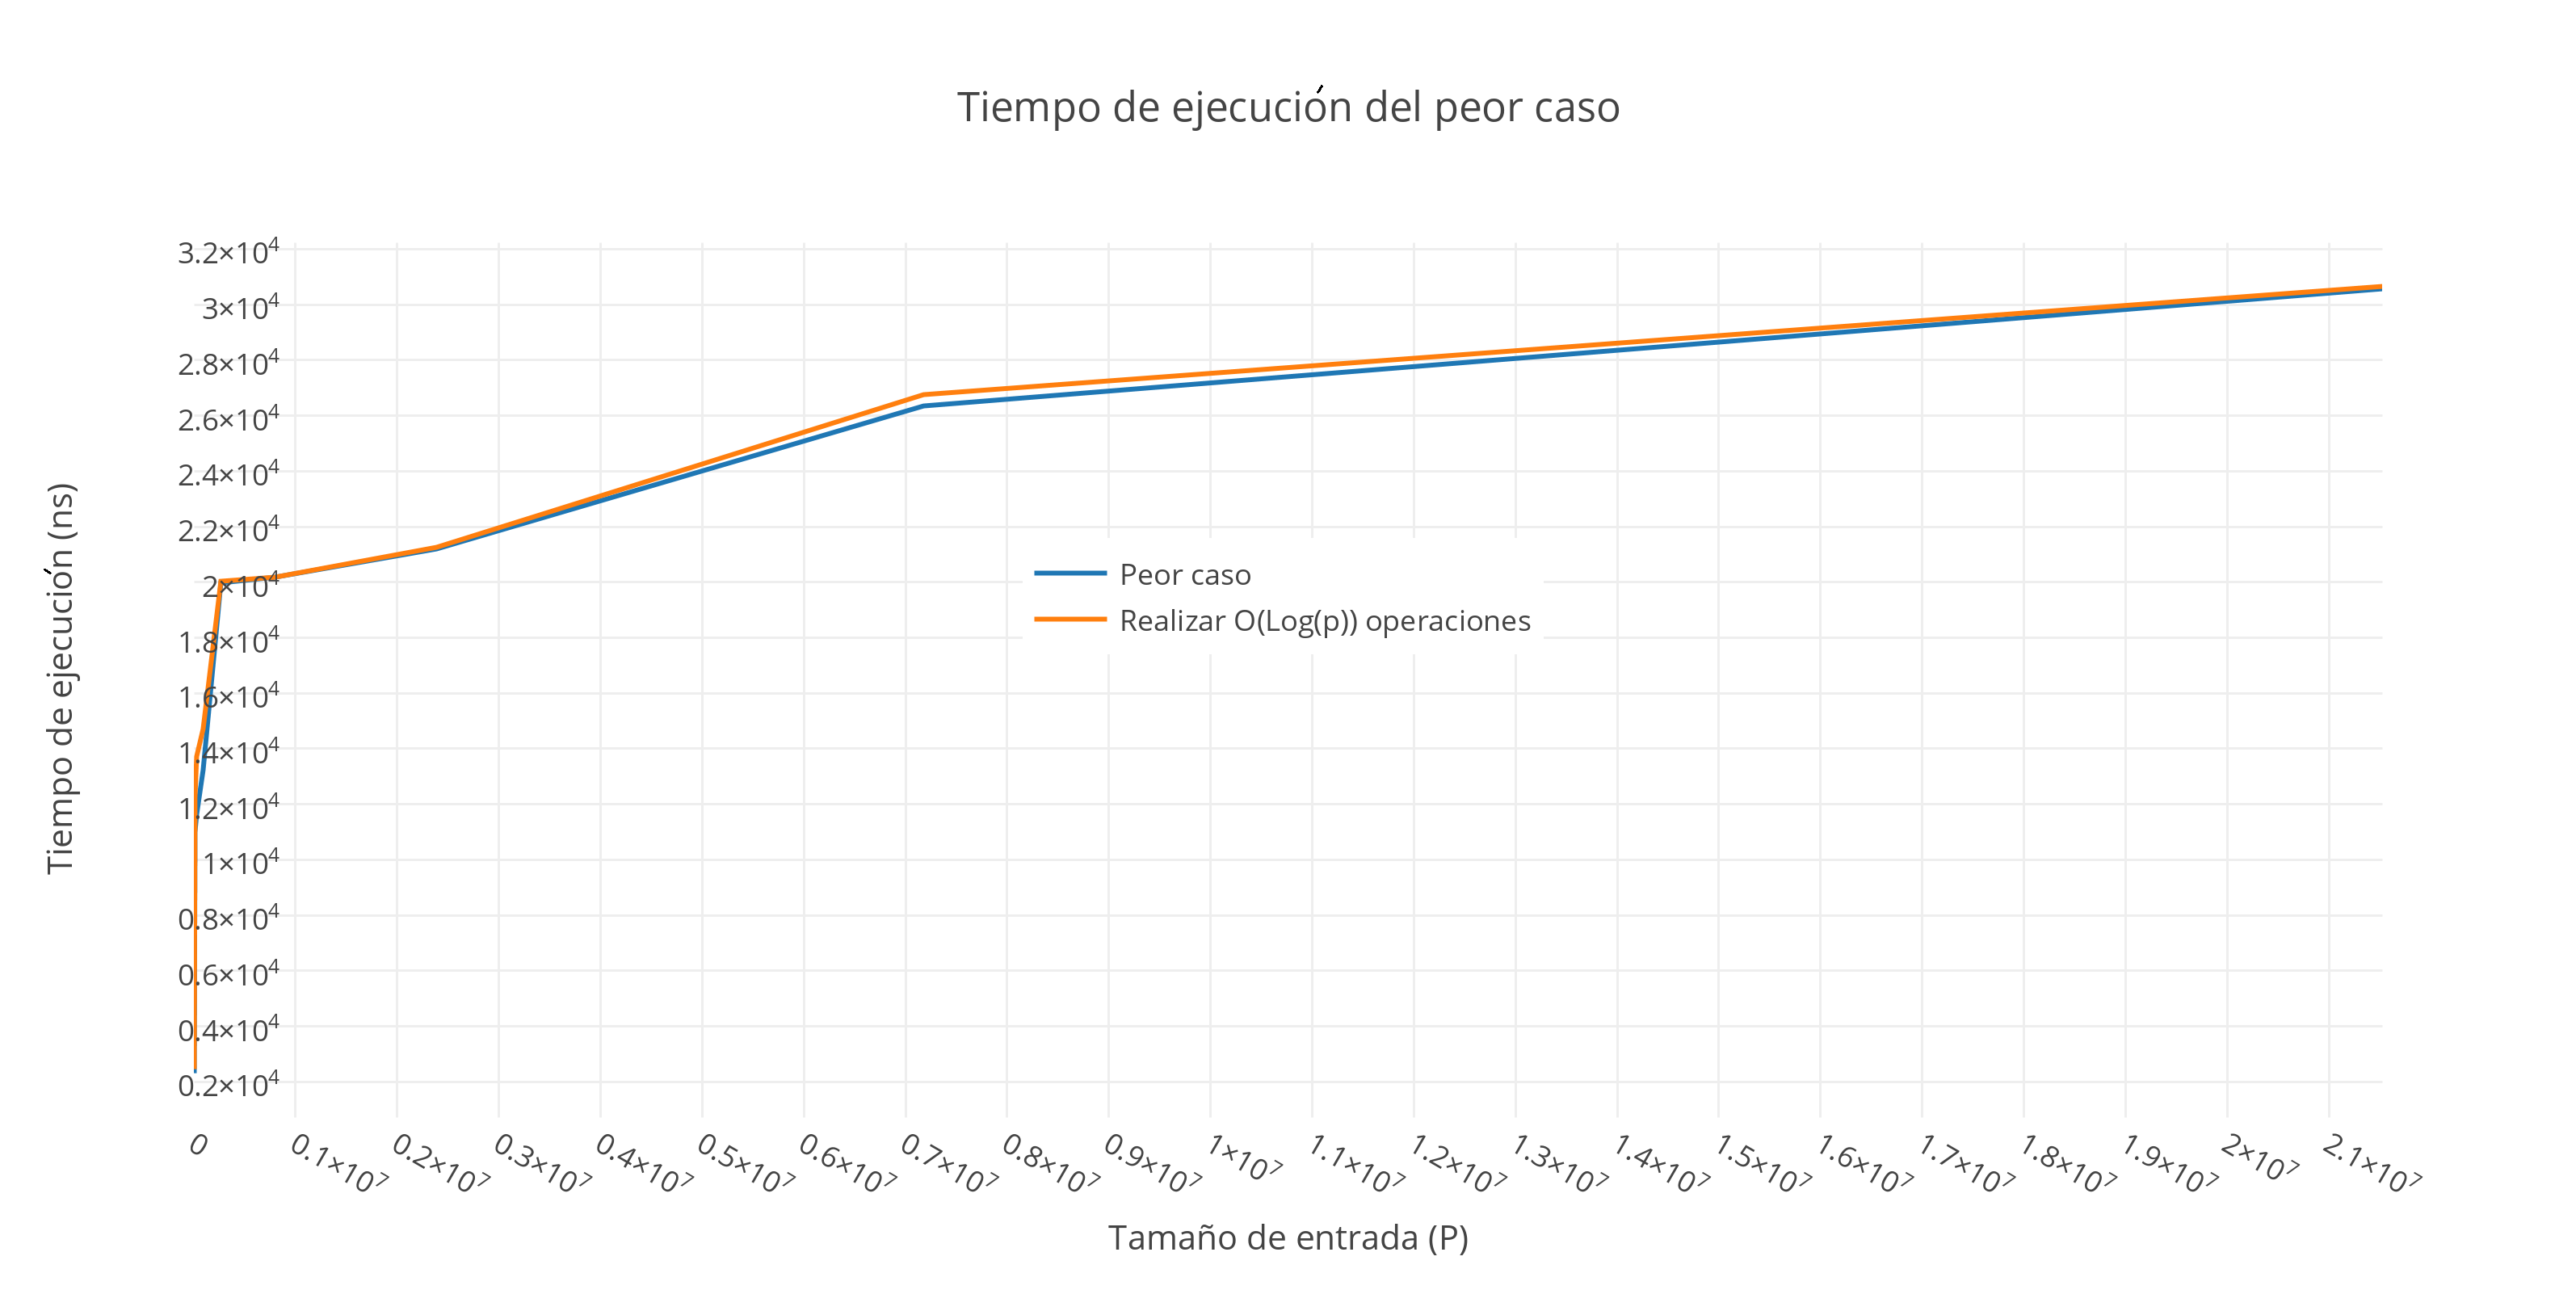 Tiempo de ejecución del peor caso
3.2×10⁴
3×10⁴
2.8×10⁴
2.6×10⁴
2.4×10⁴
2.2×10⁴
2×10⁴
1.8×10⁴
1.6×10⁴
1.4×10⁴
1.2×10⁴
1×10⁴
0.8×10⁴
0.6×10⁴
0.4×10⁴
0.2×10⁴
Tiempo de ejecución (ns)
Peor caso
Realizar O(Log(p)) operaciones
0 0.1×10⁷ 0.2×10⁷ 0.3×10⁷ 0.4×10⁷ 0.5×10⁷ 0.6×10⁷ 0.7×10⁷ 0.8×10⁷ 0.9×10⁷ 1×10⁷ 1.1×10⁷ 1.2×10⁷ 1.3×10⁷ 1.4×10⁷ 1.5×10⁷ 1.6×10⁷ 1.7×10⁷ 1.8×10⁷ 1.9×10⁷ 2×10⁷ 2.1×10⁷
Tamaño de entrada (P)